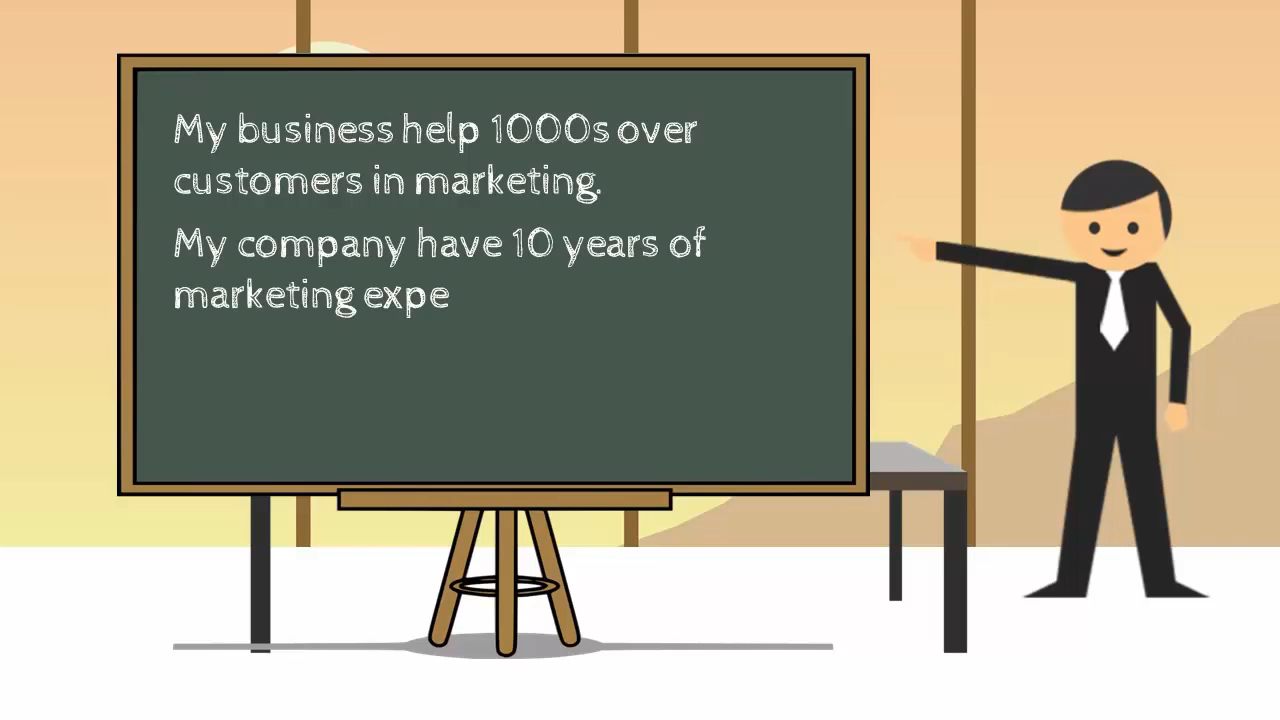 My business help 1000s over
customers in marketing.
My company have 10 years of
marketing expe